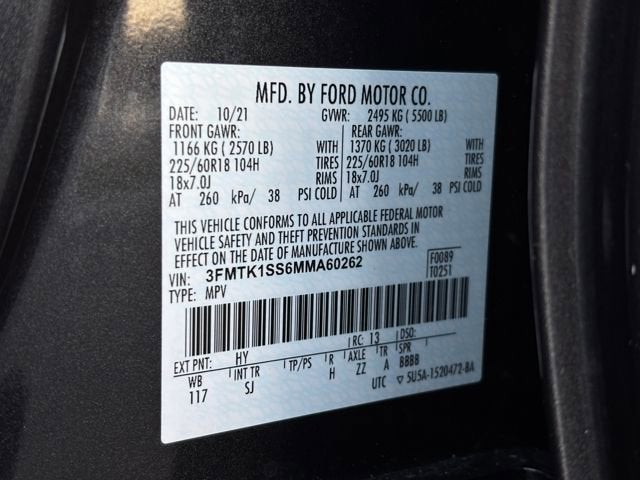 MFD. BY FORD MOTOR CO.
DATE: 10/21 GVWR: 2495 KG ( 5500 LB)
FRONT GAWR: REAR GAWR:
1166 KG ( 2570 LB) WITH 1370 KG ( 3020 LB) WITH
225/60R18 104H TIRES 225/60R18 104H TIRES
18x7.0J RIMS 18x7.0J RIMS
AT 260 kPa/ 38 PSI COLD AT 260 kPa/ 38 PSI COLD
THIS VEHICLE CONFORMS TO ALL APPLICABLE FEDERAL MOTOR
VEHICLE SAFETY AND THEFT PREVENTION STANDARDS IN
EFFECT ON THE DATE OF MANUFACTURE SHOWN ABOVE.
VIN: 3FMTK1SS6MMA60262 F0089
TYPE: MPV T0251
EXT PNT: HY RC: 13 DSO:
WB INT TR TP/PS R AXLE TR SPR
117 SJ H ZZ A BBBB
UTC ▽ 5U5A-1520472-BA